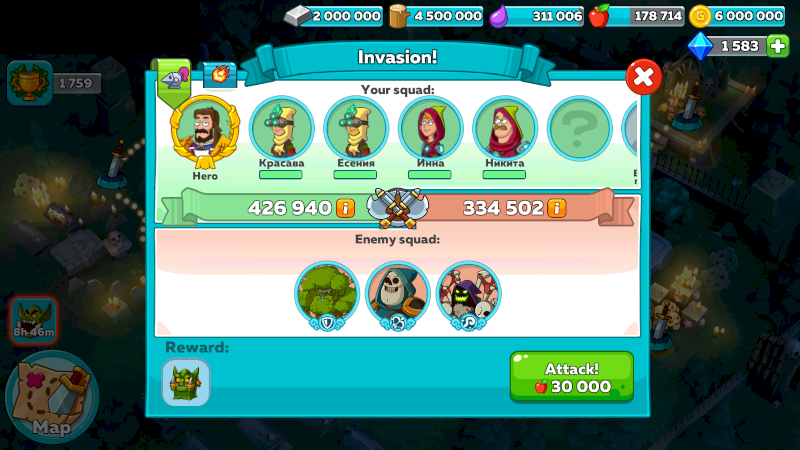 2 000 000
4 500 000
311 006
178 714
6 000 000
1 583
1 759
Invasion!
Your squad:
?
Hero
Красава
Есения
Инна
Никита
426 940
i
334 502
i
Enemy squad:
8h 46m
Map
Reward:
Attack!
30 000